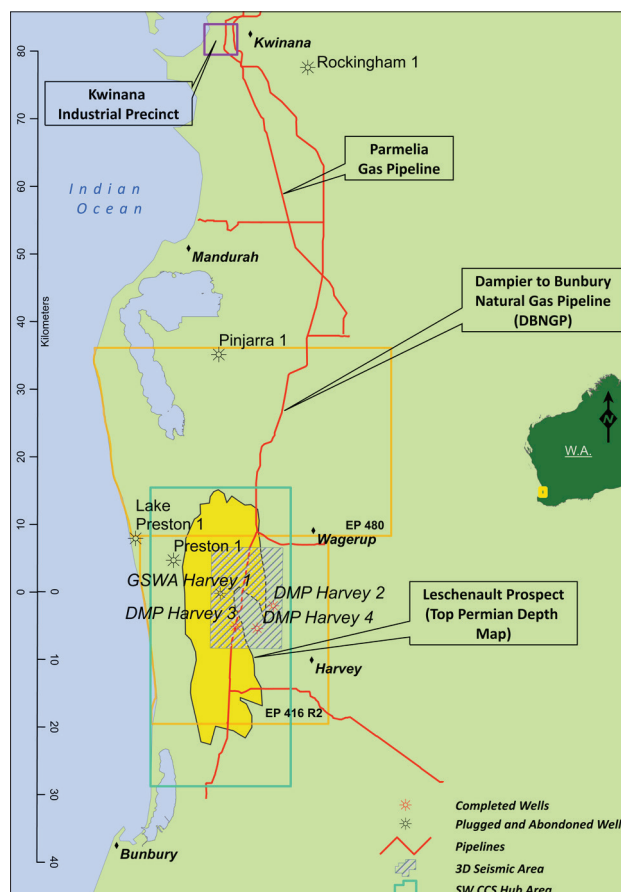 80
70
60
50
40
30
20
10
0
10
20
30
40
Kilometers
Kwinana
Rockingham 1
Kwinana
Industrial Precinct
Parmelia
Gas Pipeline
Indian
Ocean
Mandurah
Dampier to Bunbury
Natural Gas Pipeline
(DBNGP)
Pinjarra 1
N
W.A.
Lake
Preston 1
EP 480
Wagerup
Preston 1
GSWA Harvey 1
DMP Harvey 2
DMP Harvey 3
DMP Harvey 4
Leschenault Prospect
(Top Permian Depth
Map)
Harvey
EP 416 R2
Bunbury
Completed Wells
Plugged and Abondoned Well
Pipelines
3D Seismic Area
SW CCS Hub Area